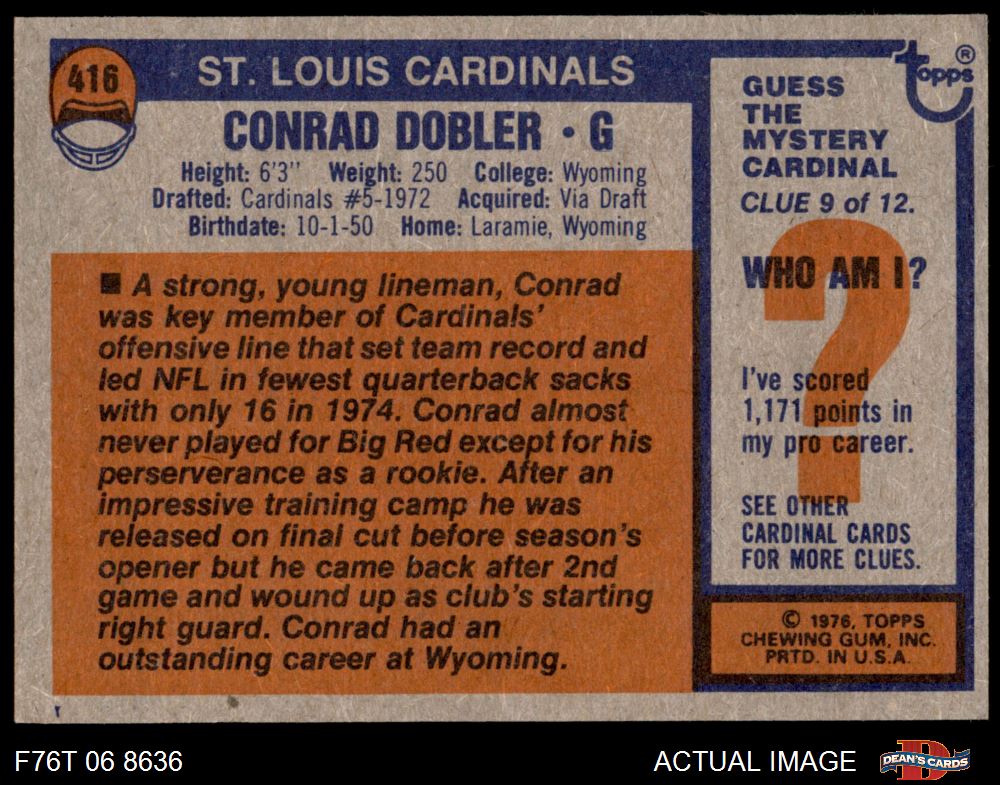 416
ST. LOUIS CARDINALS
CONRAD DOBLER · G
Height: 6'3" Weight: 250 College: Wyoming
Drafted: Cardinals #5-1972 Acquired: Via Draft
Birthdate: 10-1-50 Home: Laramie, Wyoming
■ A strong, young lineman, Conrad
was key member of Cardinals'
offensive line that set team record and
led NFL in fewest quarterback sacks
with only 16 in 1974. Conrad almost
never played for Big Red except for his
perserverance as a rookie. After an
impressive training camp he was
released on final cut before season's
opener but he came back after 2nd
game and wound up as club's starting
right guard. Conrad had an
outstanding career at Wyoming.
topps®
GUESS
THE
MYSTERY
CARDINAL
CLUE 9 of 12.
WHO AM I?
I've scored
1,171 points in
my pro career.
SEE OTHER
CARDINAL CARDS
FOR MORE CLUES.
© 1976, TOPPS
CHEWING GUM, INC.
PRTD. IN U.S.A.
F76T 06 8636
ACTUAL IMAGE
D
DEAN'S CARDS